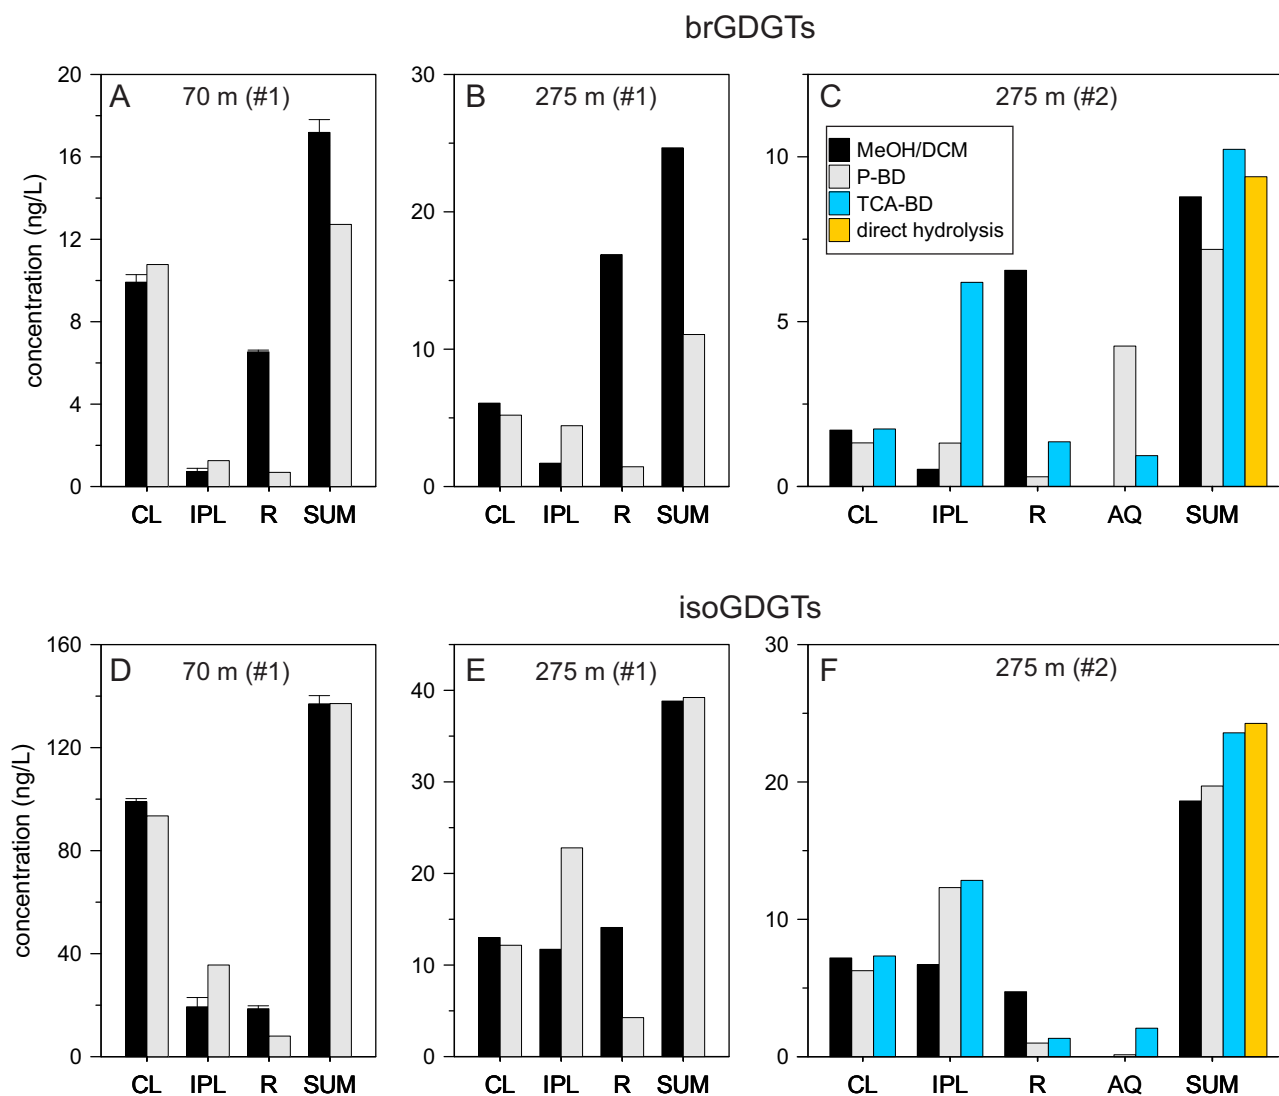 brGDGTs
A 70 m (#1)
concentration (ng/L)
20
16
12
8
4
0
CL IPL R SUM
B 275 m (#1)
30
20
10
0
CL IPL R SUM
C 275 m (#2)
MeOH/DCM
P-BD
TCA-BD
direct hydrolysis
10
5
0
CL IPL R AQ SUM
isoGDGTs
D 70 m (#1)
concentration (ng/L)
160
120
80
40
0
CL IPL R SUM
E 275 m (#1)
40
30
20
10
0
CL IPL R SUM
F 275 m (#2)
30
20
10
0
CL IPL R AQ SUM